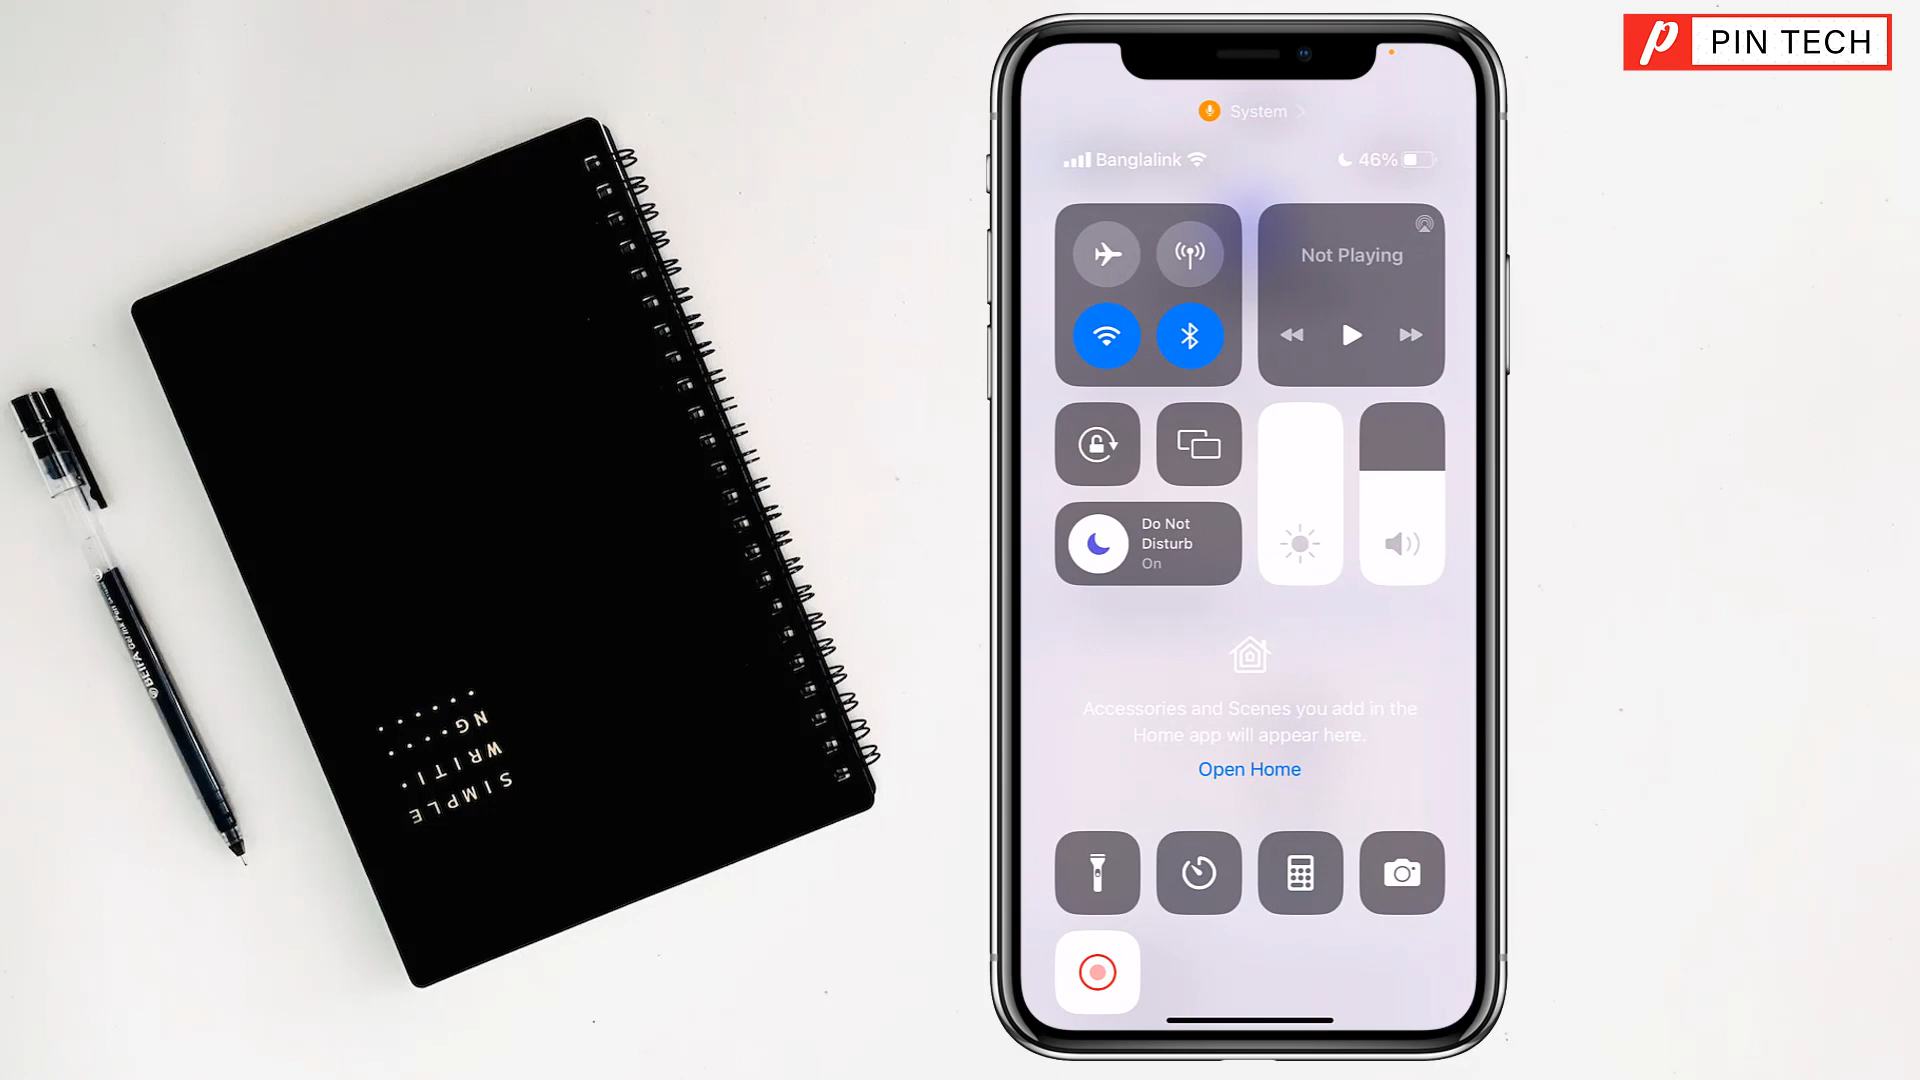 p PIN TECH
System
Banglalink
46%
Not Playing
Do Not
Disturb
On
Accessories and Scenes you add in the
Home app will appear here.
Open Home
SIMPLE
WRITI
NG